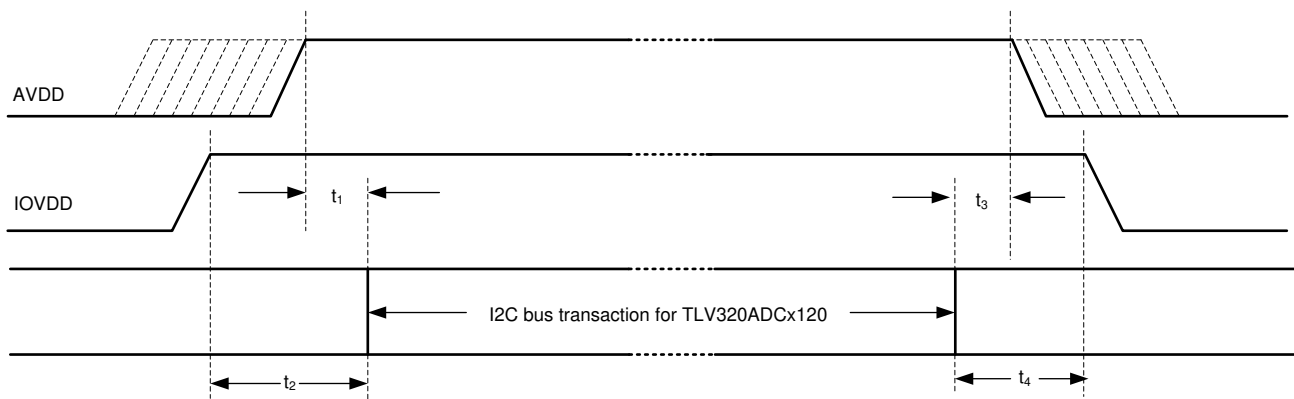 AVDD
IOVDD
t1
t3
I2C bus transaction for TLV320ADCx120
t2
t4